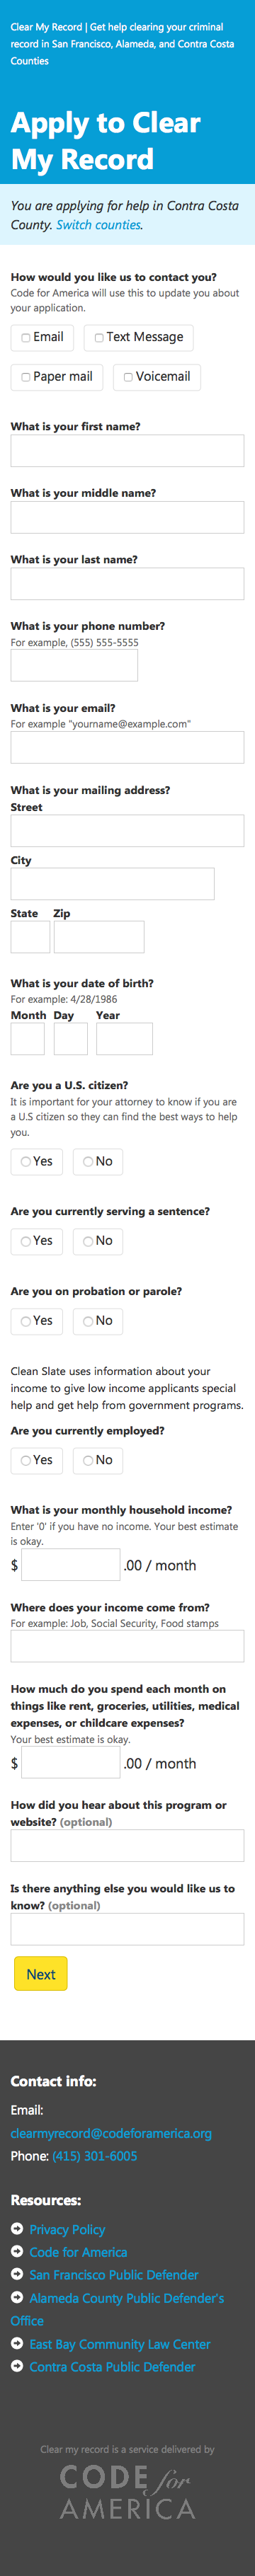 Clear My Record | Get help clearing your criminal
record in San Francisco, Alameda, and Contra Costa
Counties
Apply to Clear
My Record
You are applying for help in Contra Costa
County. Switch counties.
How would you like us to contact you?
Code for America will use this to update you about
your application.
Email Text Message
Paper mail Voicemail
What is your first name?
What is your middle name?
What is your last name?
What is your phone number?
For example, (555) 555-5555
What is your email?
For example "yourname@example.com"
What is your mailing address?
Street
City
State Zip
What is your date of birth?
For example: 4/28/1986
Month Day Year
Are you a U.S. citizen?
It is important for your attorney to know if you are
a U.S citizen so they can find the best ways to help
you.
Yes No
Are you currently serving a sentence?
Yes No
Are you on probation or parole?
Yes No
Clean Slate uses information about your
income to give low income applicants special
help and get help from government programs.
Are you currently employed?
Yes No
What is your monthly household income?
Enter '0' if you have no income. Your best estimate
is okay.
$ .00 / month
Where does your income come from?
For example: Job, Social Security, Food stamps
How much do you spend each month on
things like rent, groceries, utilities, medical
expenses, or childcare expenses?
Your best estimate is okay.
$ .00 / month
How did you hear about this program or
website? (optional)
Is there anything else you would like us to
know? (optional)
Next
Contact info:
Email:
clearmyrecord@codeforamerica.org
Phone: (415) 301-6005
Resources:
Privacy Policy
Code for America
San Francisco Public Defender
Alameda County Public Defender's
Office
East Bay Community Law Center
Contra Costa Public Defender
Clear my record is a service delivered by
CODE for
AMERICA